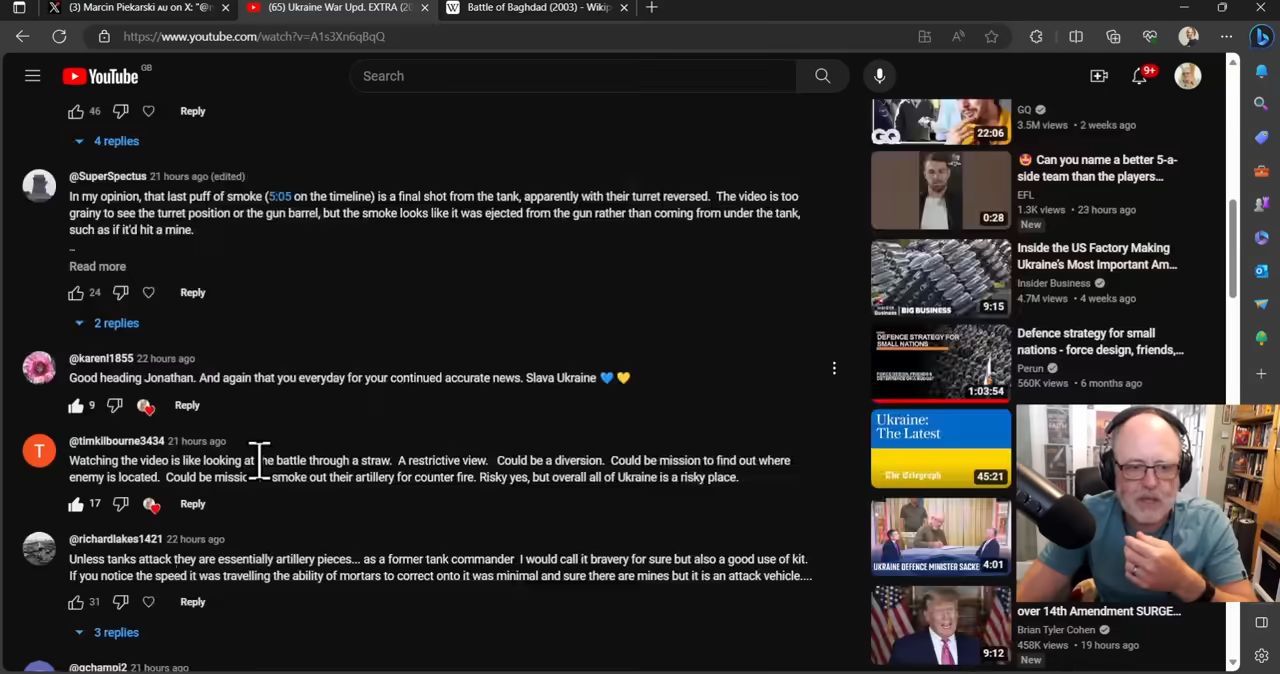 (3) Marcin Piekarski au on X: "@n
(65) Ukraine War Upd. EXTRA (20
Battle of Baghdad (2003) - Wikip
https://www.youtube.com/watch?v=A1s3Xn6qBqQ
YouTube GB
Search
9+
46
Reply
4 replies
@SuperSpectus 21 hours ago (edited)
In my opinion, that last puff of smoke (5:05 on the timeline) is a final shot from the tank, apparently with their turret reversed. The video is too
grainy to see the turret position or the gun barrel, but the smoke looks like it was ejected from the gun rather than coming from under the tank,
such as if it'd hit a mine.
–
Read more
24
Reply
2 replies
@karenl1855 22 hours ago
Good heading Jonathan. And again that you everyday for your continued accurate news. Slava Ukraine 💙 💛
9
Reply
T
@timkilbourne3434 21 hours ago
Watching the video is like looking at the battle through a straw. A restrictive view. Could be a diversion. Could be mission to find out where
enemy is located. Could be missic smoke out their artillery for counter fire. Risky yes, but overall all of Ukraine is a risky place.
17
Reply
@richardlakes1421 22 hours ago
Unless tanks attack they are essentially artillery pieces... as a former tank commander I would call it bravery for sure but also a good use of kit.
If you notice the speed it was travelling the ability of mortars to correct onto it was minimal and sure there are mines but it is an attack vehicle....
31
Reply
3 replies
@gchampi2 21 hours ago
GQ
22:06
GQ
3.5M views • 2 weeks ago
0:28
🤩 Can you name a better 5-a-
side team than the players…
EFL
1.3K views • 23 hours ago
New
BIG BUSINESS
9:15
Inside the US Factory Making
Ukraine's Most Important Am…
Insider Business
4.7M views • 4 weeks ago
DEFENCE STRATEGY FOR
SMALL NATIONS
1:03:54
Defence strategy for small
nations - force design, friends,…
Perun
560K views • 6 months ago
Ukraine:
The Latest
The Telegraph
45:21
UKRAINE DEFENCE MINISTER SACKE
4:01
9:12
over 14th Amendment SURGE…
Brian Tyler Cohen
458K views • 19 hours ago
New